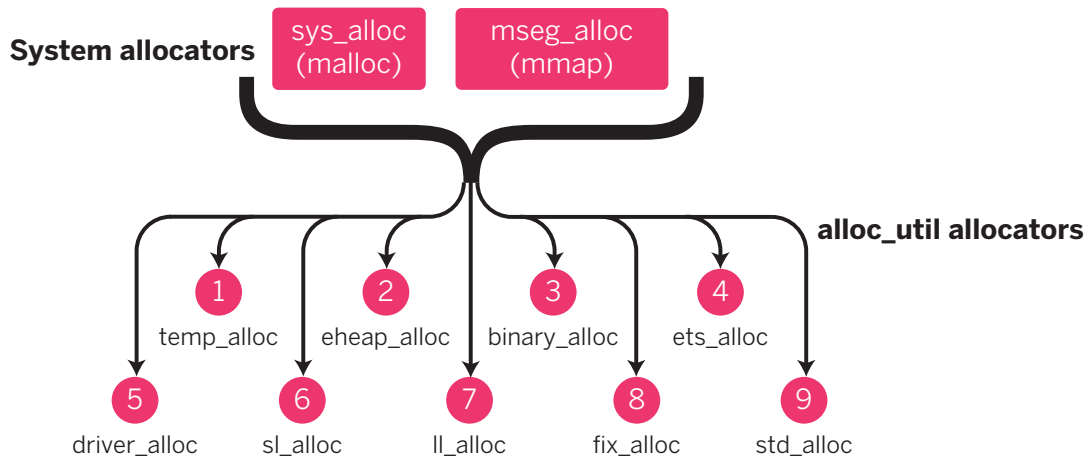 System allocators
sys_alloc
(malloc)
mseg_alloc
(mmap)
alloc_util allocators
1
temp_alloc
2
eheap_alloc
3
binary_alloc
4
ets_alloc
5
driver_alloc
6
sl_alloc
7
ll_alloc
8
fix_alloc
9
std_alloc